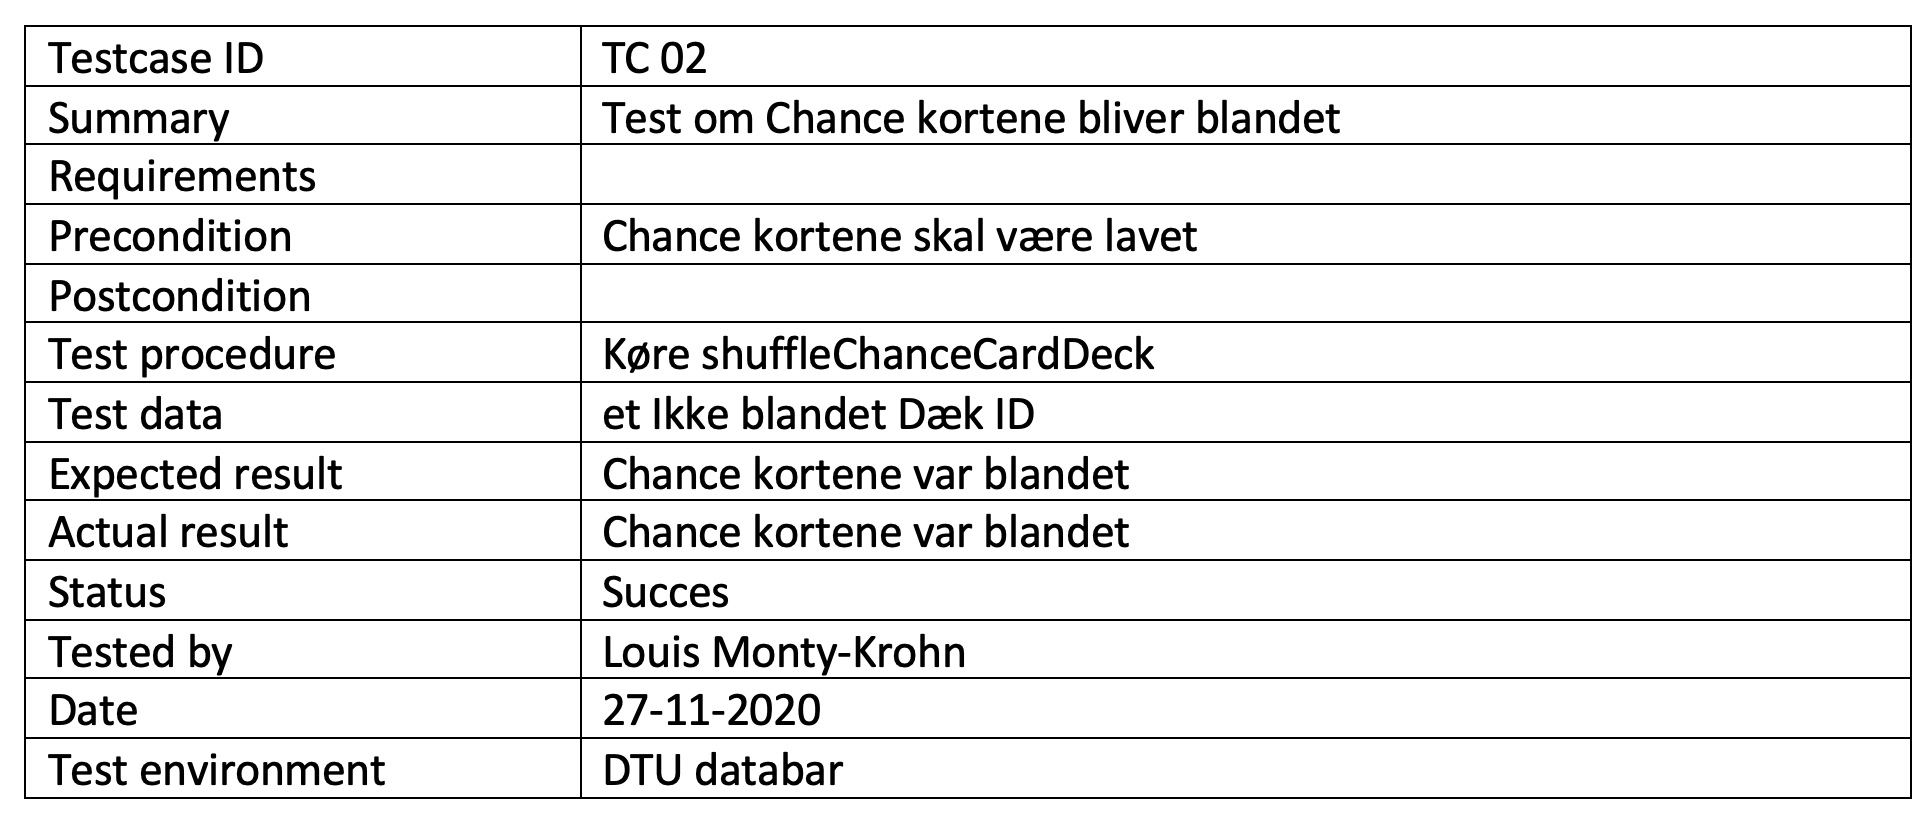 Testcase ID TC 02
Summary Test om Chance kortene bliver blandet
Requirements
Precondition Chance kortene skal være lavet
Postcondition
Test procedure Køre shuffleChanceCardDeck
Test data et Ikke blandet Dæk ID
Expected result Chance kortene var blandet
Actual result Chance kortene var blandet
Status Succes
Tested by Louis Monty-Krohn
Date 27-11-2020
Test environment DTU databar